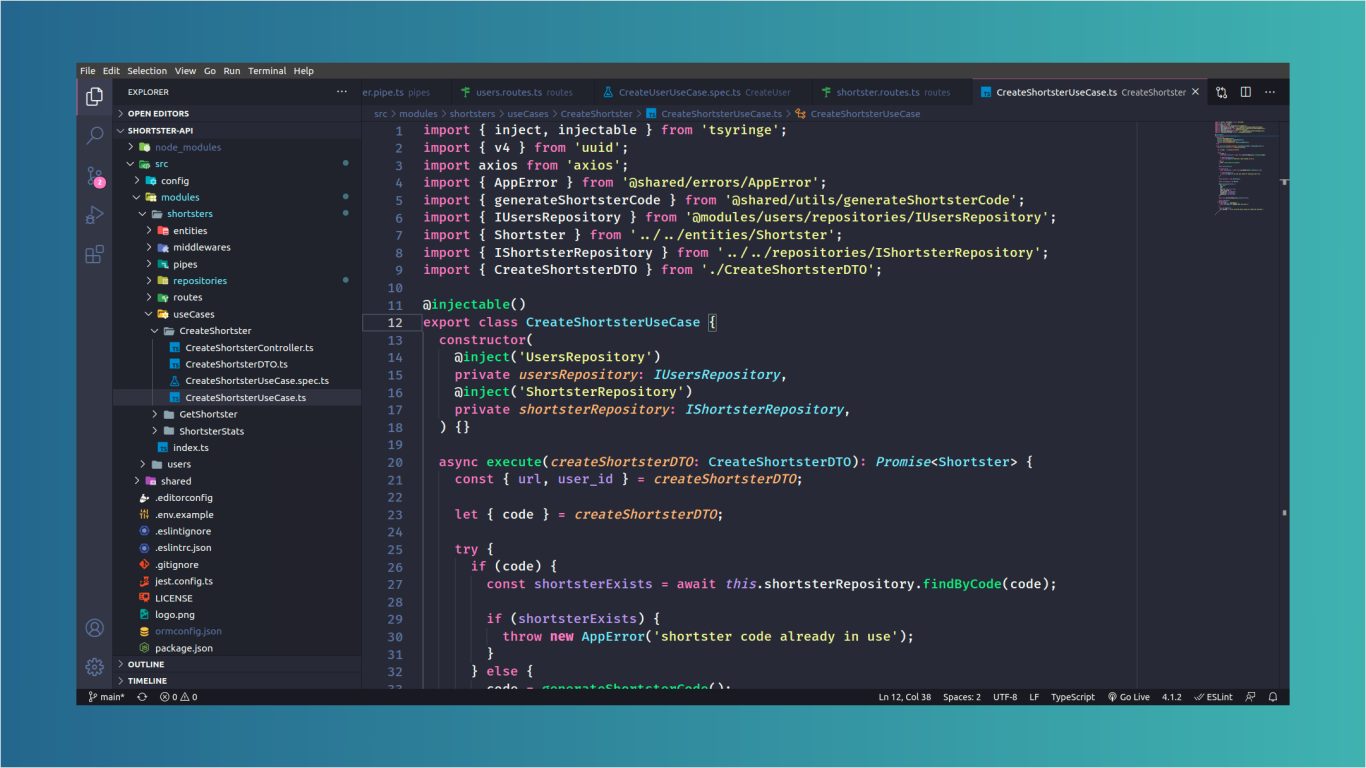 File Edit Selection View Go Run Terminal Help
EXPLORER ···
er.pipe.ts pipes
users.routes.ts routes
CreateUserUseCase.spec.ts CreateUser
shortster.routes.ts routes
CreateShortsterUseCase.ts CreateShortster
OPEN EDITORS
SHORTSTER-API
node_modules
src
config
modules
shortsters
entities
middlewares
pipes
repositories
routes
useCases
CreateShortster
CreateShortsterController.ts
CreateShortsterDTO.ts
CreateShortsterUseCase.spec.ts
CreateShortsterUseCase.ts
GetShortster
ShortsterStats
index.ts
users
shared
.editorconfig
.env.example
.eslintignore
.eslintrc.json
.gitignore
jest.config.ts
LICENSE
logo.png
ormconfig.json
package.json
OUTLINE
TIMELINE
2
src > modules > shortsters > useCases > CreateShortster > CreateShortsterUseCase.ts > CreateShortsterUseCase
1 import { inject, injectable } from 'tsyringe';
2 import { v4 } from 'uuid';
3 import axios from 'axios';
4 import { AppError } from '@shared/errors/AppError';
5 import { generateShortsterCode } from '@shared/utils/generateShortsterCode';
6 import { IUsersRepository } from '@modules/users/repositories/IUsersRepository';
7 import { Shortster } from '../../entities/Shortster';
8 import { IShortsterRepository } from '../../repositories/IShortsterRepository';
9 import { CreateShortsterDTO } from './CreateShortsterDTO';
10
11 @injectable()
12 export class CreateShortsterUseCase {
13 constructor(
14 @inject('UsersRepository')
15 private usersRepository: IUsersRepository,
16 @inject('ShortsterRepository')
17 private shortsterRepository: IShortsterRepository,
18 ) {}
19
20 async execute(createShortsterDTO: CreateShortsterDTO): Promise<Shortster> {
21 const { url, user_id } = createShortsterDTO;
22
23 let { code } = createShortsterDTO;
24
25 try {
26 if (code) {
27 const shortsterExists = await this.shortsterRepository.findByCode(code);
28
29 if (shortsterExists) {
30 throw new AppError('shortster code already in use');
31 }
32 } else {
33 code = generateShortsterCode();
main* 0 0
Ln 12, Col 38 Spaces: 2 UTF-8 LF TypeScript Go Live 4.1.2 ESLint